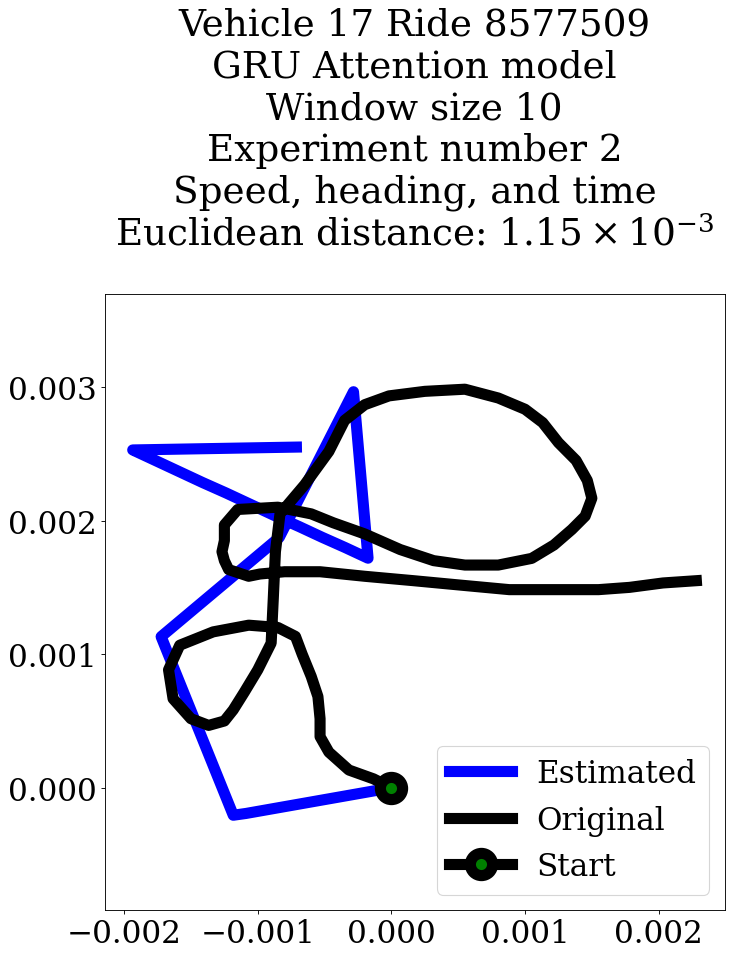 Vehicle 17 Ride 8577509
GRU Attention model
Window size 10
Experiment number 2
Speed, heading, and time
Euclidean distance: 1.15 × 10⁻³
0.003
0.002
0.001
0.000
Estimated
Original
Start
−0.002 −0.001 0.000 0.001 0.002